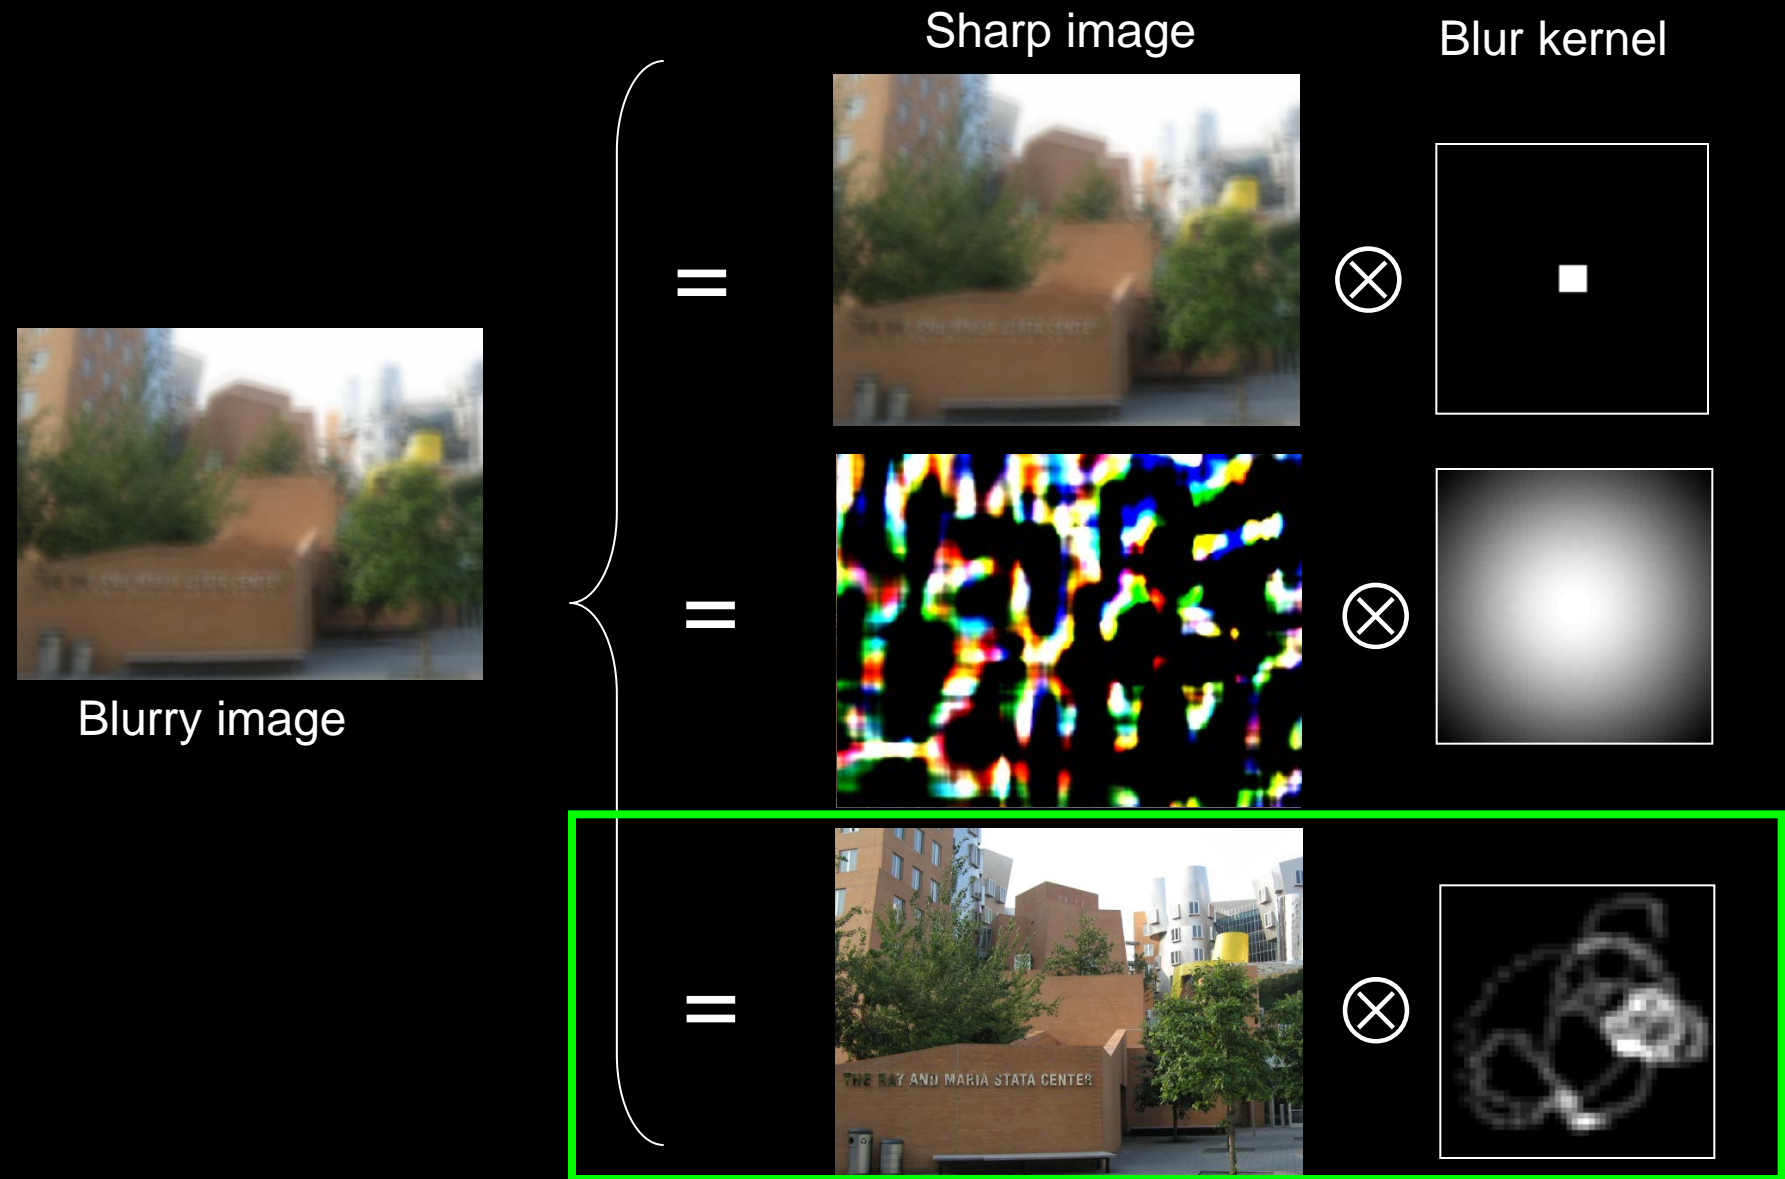 Sharp image
Blur kernel
=
⊗
=
⊗
Blurry image
=
⊗
THE RAY AND MARIA STATA CENTER